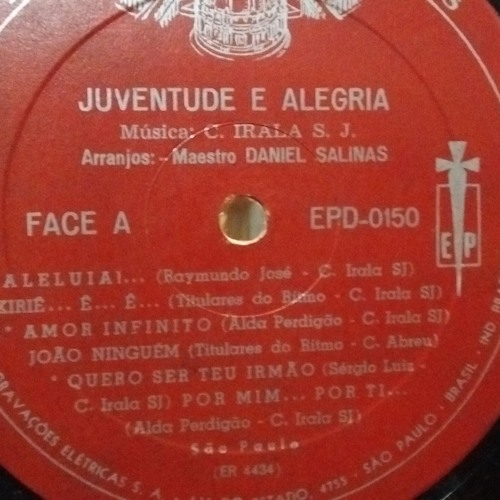 JUVENTUDE E ALEGRIA
Música: C. IRALA S. J.
Arranjos: - Maestro DANIEL SALINAS
FACE A
EPD-0150
EP
ALELUIA!... (Raymundo José - C. Irala SJ)
KIRIÊ... Ê... Ê... (Titulares do Ritmo - C. Irala SJ)
* AMOR INFINITO (Alda Perdigão - C. Irala SJ)
JOÃO NINGUÉM (Titulares do Ritmo - C. Abreu)
* QUERO SER TEU IRMÃO (Sérgio Luiz -
C. Irala SJ) POR MIM... POR TI...
(Alda Perdigão - C. Irala SJ)
São Paulo
(ER 4434)
GRAVAÇÕES ELÉTRICAS S. A. ESTADO, 4755 - SÃO PAULO - BRASIL - IND.